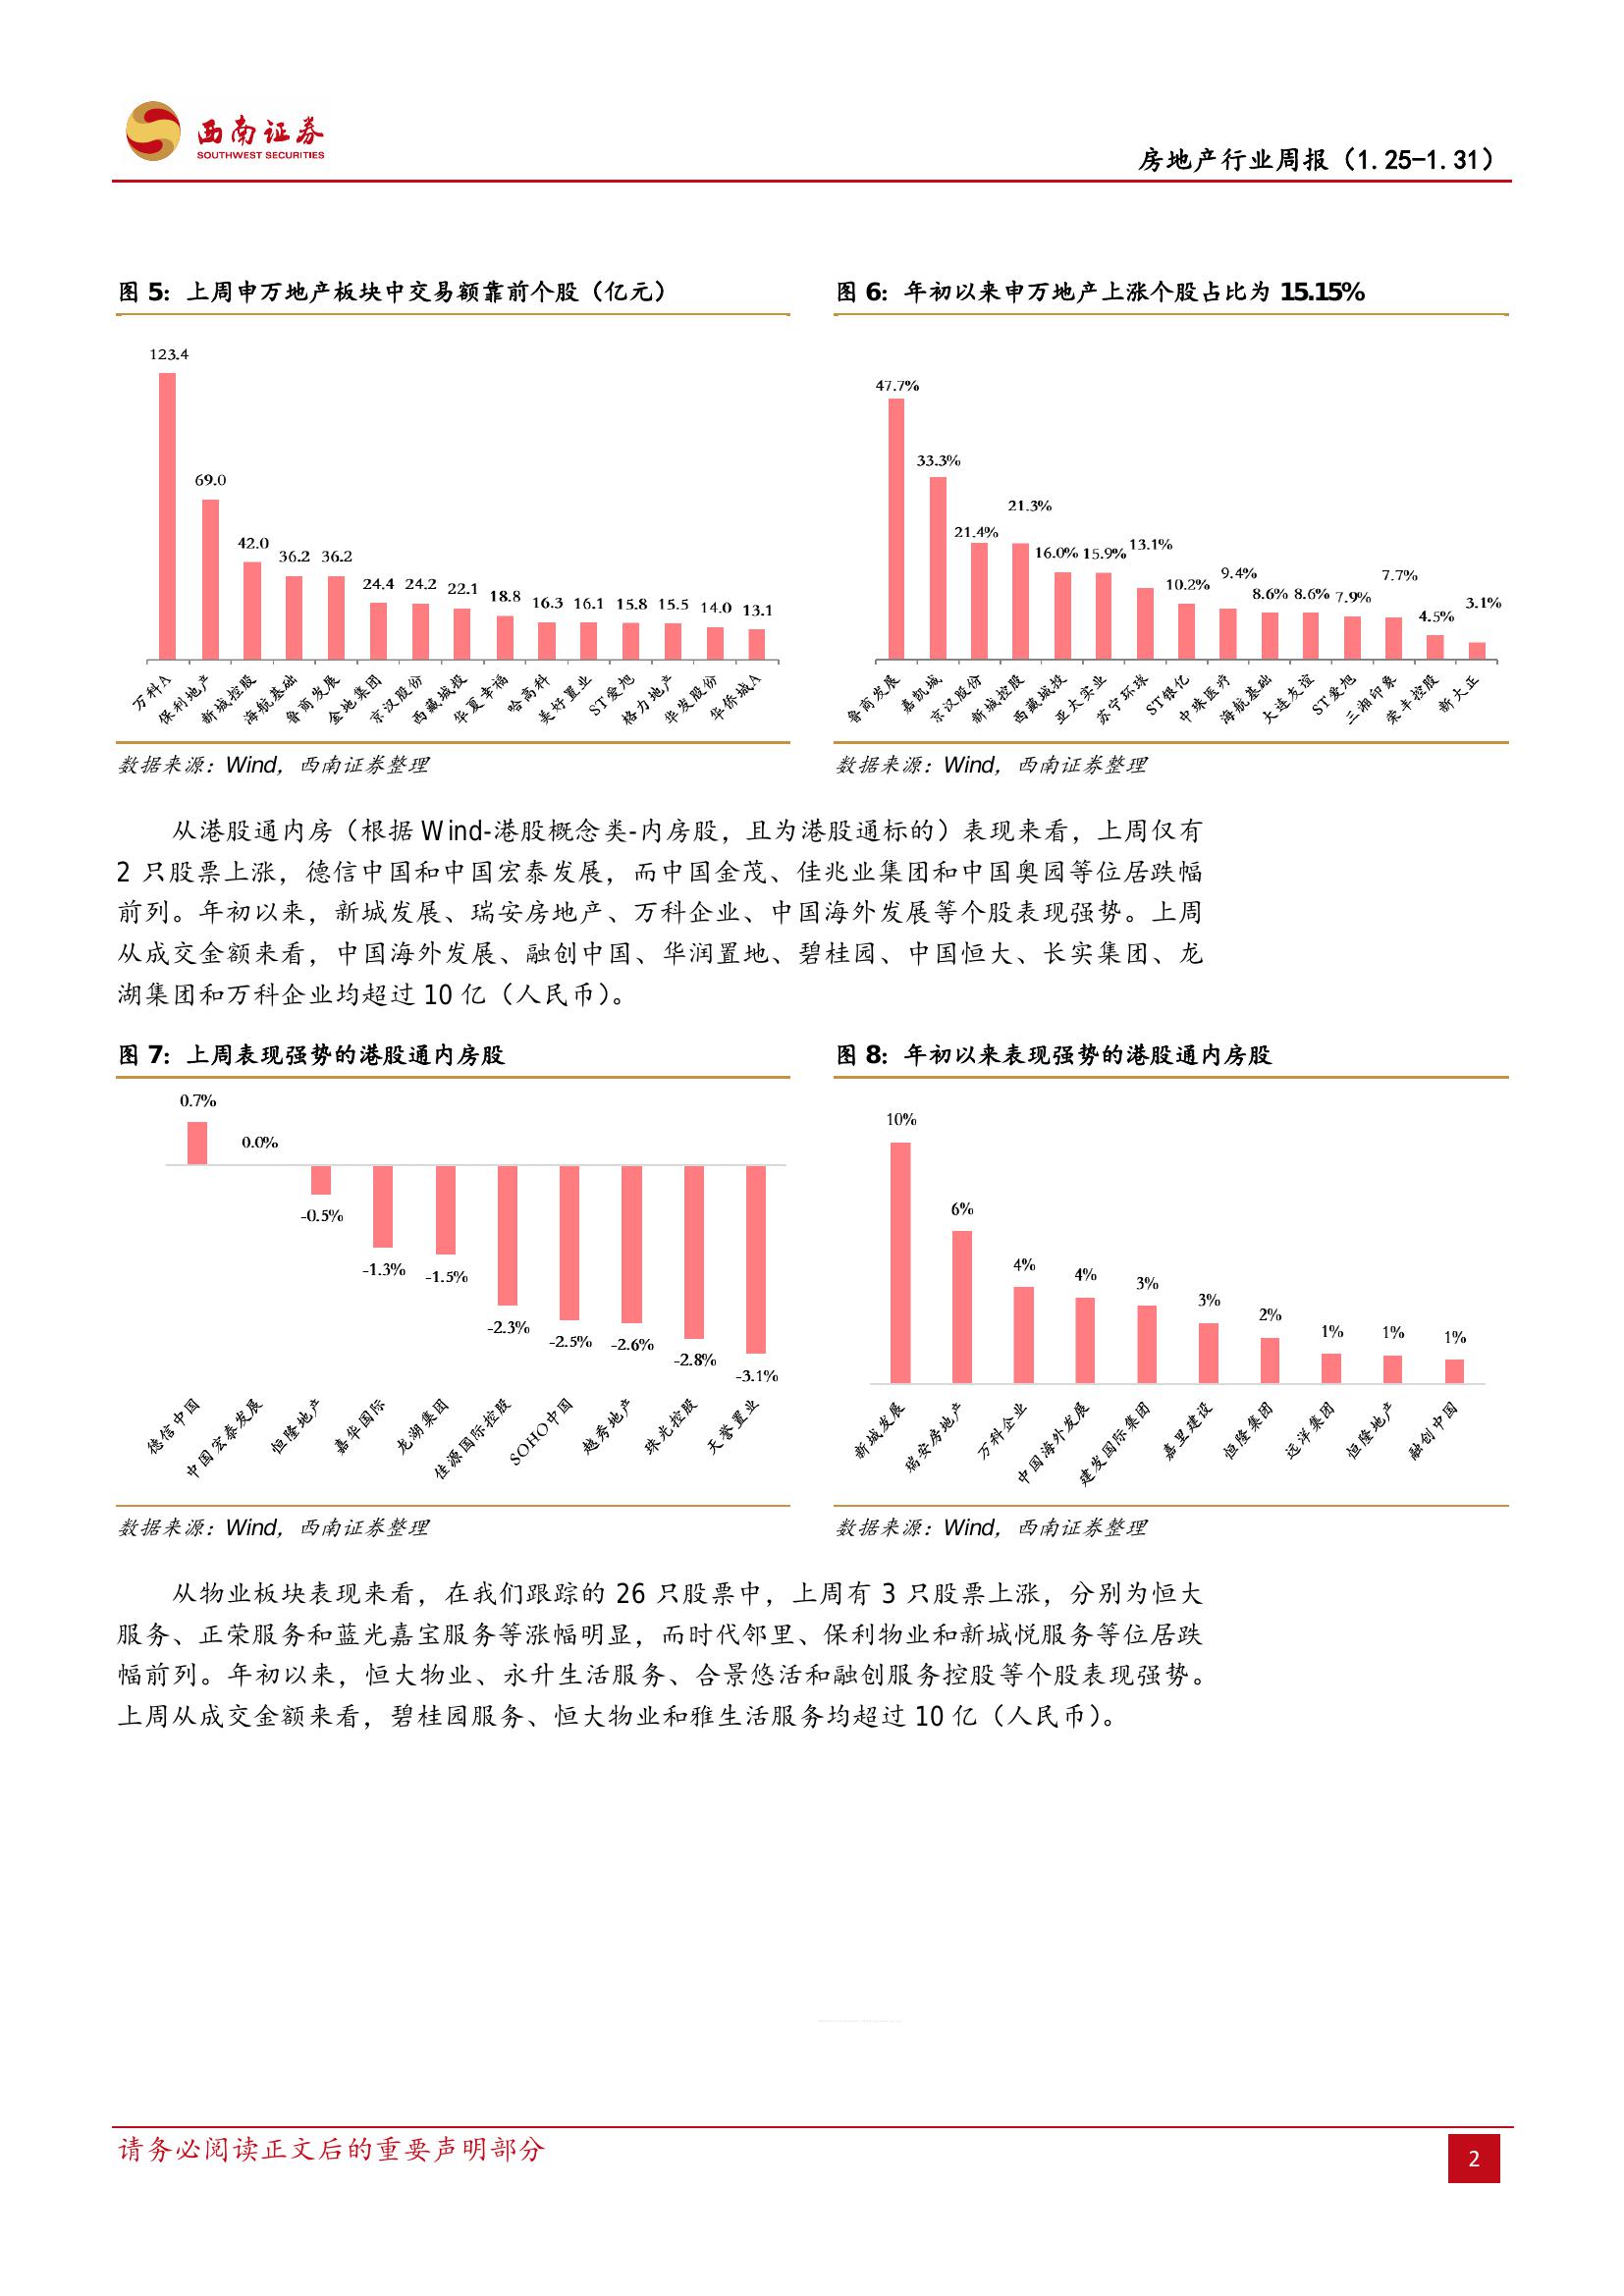 西南证券
SOUTHWEST SECURITIES
房地产行业周报（1.25-1.31）
图 5：上周申万地产板块中交易额靠前个股（亿元）
123.4
69.0
42.0
36.2
36.2
24.4
24.2
22.1
18.8
16.3
16.1
15.8
15.5
14.0
13.1
万科A
保利地产
新城控股
海航基础
鲁商发展
金地集团
京汉股份
西藏城投
华夏幸福
哈高科
美好置业
ST爱旭
格力地产
华发股份
华侨城A
数据来源：Wind，西南证券整理
图 6：年初以来申万地产上涨个股占比为 15.15%
47.7%
33.3%
21.4%
21.3%
16.0%
15.9%
13.1%
10.2%
9.4%
8.6%
8.6%
7.9%
7.7%
4.5%
3.1%
鲁商发展
嘉凯城
京汉股份
新城控股
西藏城投
亚太实业
苏宁环球
ST银亿
中珠医疗
海航基础
大连友谊
ST爱旭
三湘印象
荣丰控股
新大正
数据来源：Wind，西南证券整理
从港股通内房（根据 Wind-港股概念类-内房股，且为港股通标的）表现来看，上周仅有
2 只股票上涨，德信中国和中国宏泰发展，而中国金茂、佳兆业集团和中国奥园等位居跌幅
前列。年初以来，新城发展、瑞安房地产、万科企业、中国海外发展等个股表现强势。上周
从成交金额来看，中国海外发展、融创中国、华润置地、碧桂园、中国恒大、长实集团、龙
湖集团和万科企业均超过 10 亿（人民币）。
图 7：上周表现强势的港股通内房股
0.7%
0.0%
-0.5%
-1.3%
-1.5%
-2.3%
-2.5%
-2.6%
-2.8%
-3.1%
德信中国
中国宏泰发展
恒隆地产
嘉华国际
龙湖集团
佳源国际控股
SOHO中国
越秀地产
珠光控股
天誉置业
数据来源：Wind，西南证券整理
图 8：年初以来表现强势的港股通内房股
10%
6%
4%
4%
3%
3%
2%
1%
1%
1%
新城发展
瑞安房地产
万科企业
中国海外发展
建发国际集团
嘉里建设
恒隆集团
远洋集团
恒隆地产
融创中国
数据来源：Wind，西南证券整理
从物业板块表现来看，在我们跟踪的 26 只股票中，上周有 3 只股票上涨，分别为恒大
服务、正荣服务和蓝光嘉宝服务等涨幅明显，而时代邻里、保利物业和新城悦服务等位居跌
幅前列。年初以来，恒大物业、永升生活服务、合景悠活和融创服务控股等个股表现强势。
上周从成交金额来看，碧桂园服务、恒大物业和雅生活服务均超过 10 亿（人民币）。
请务必阅读正文后的重要声明部分
2